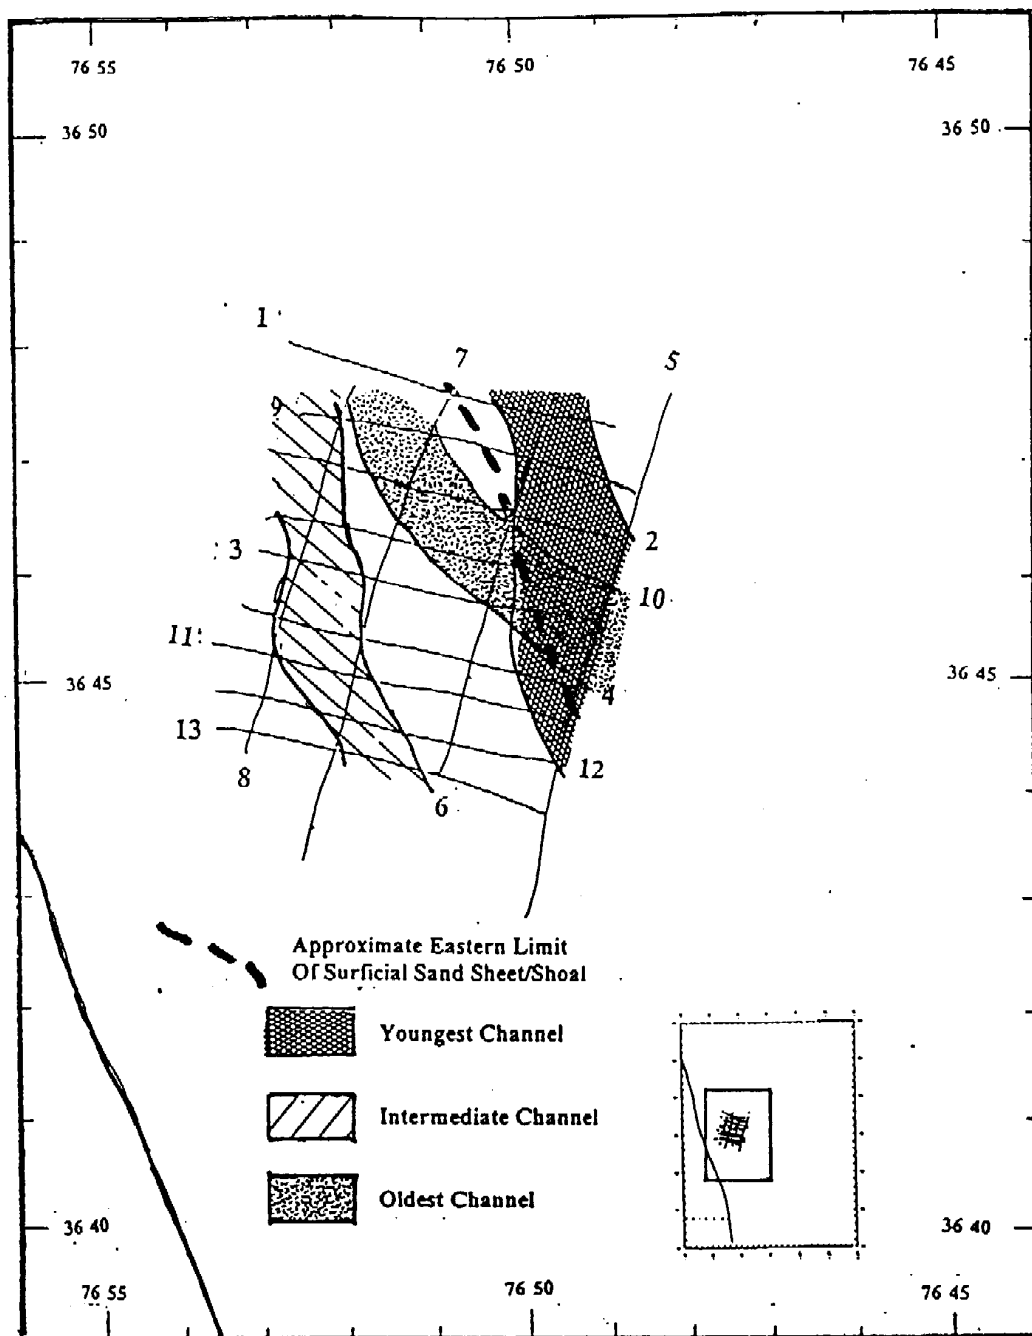 76 55 76 50 76 45
36 50 36 50
1
7
5
9
2
3
10
11
36 45 4 36 45
13
12
8
6
Approximate Eastern Limit
Of Surficial Sand Sheet/Shoal
Youngest Channel
Intermediate Channel
Oldest Channel
36 40 36 40
76 55 76 50 76 45